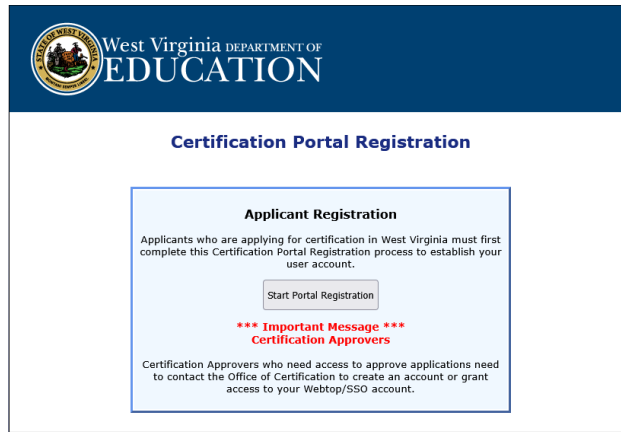 STATE OF WEST VIRGINIA
West Virginia DEPARTMENT OF
EDUCATION
Certification Portal Registration
Applicant Registration
Applicants who are applying for certification in West Virginia must first
complete this Certification Portal Registration process to establish your
user account.
Start Portal Registration
*** Important Message ***
Certification Approvers
Certification Approvers who need access to approve applications need
to contact the Office of Certification to create an account or grant
access to your Webtop/SSO account.